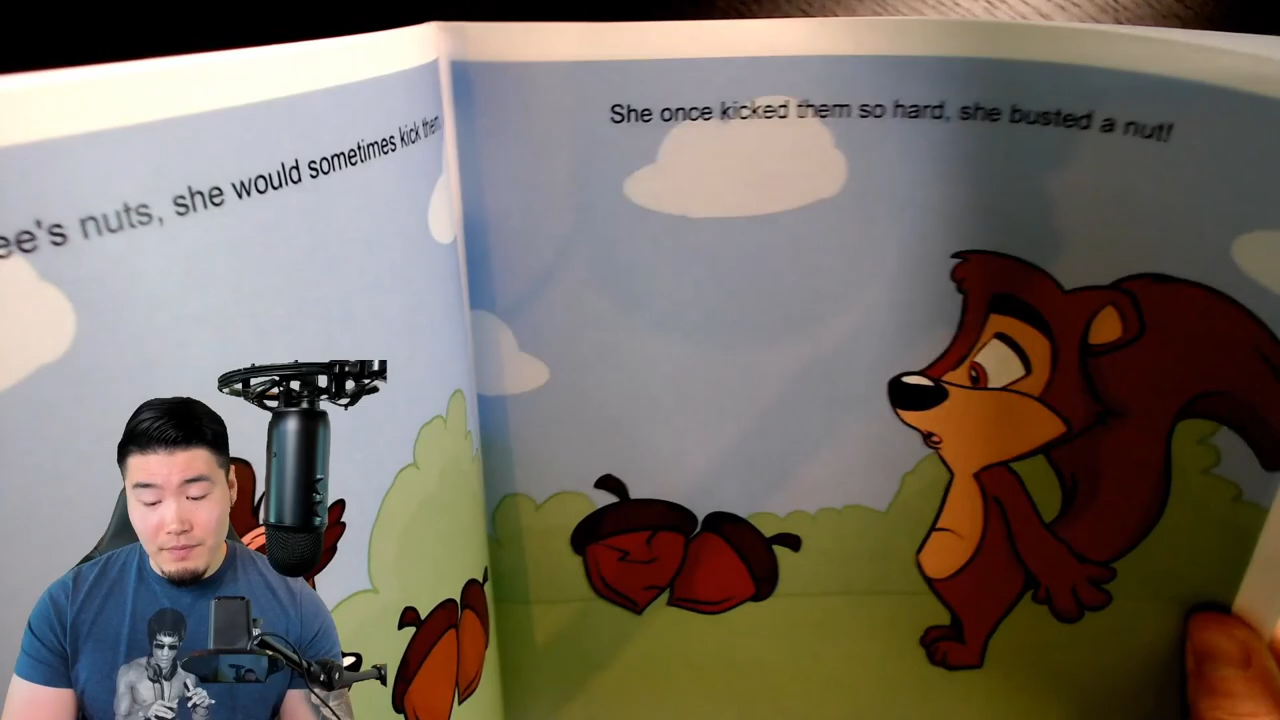 ee's nuts, she would sometimes kick them
She once kicked them so hard, she busted a nut!